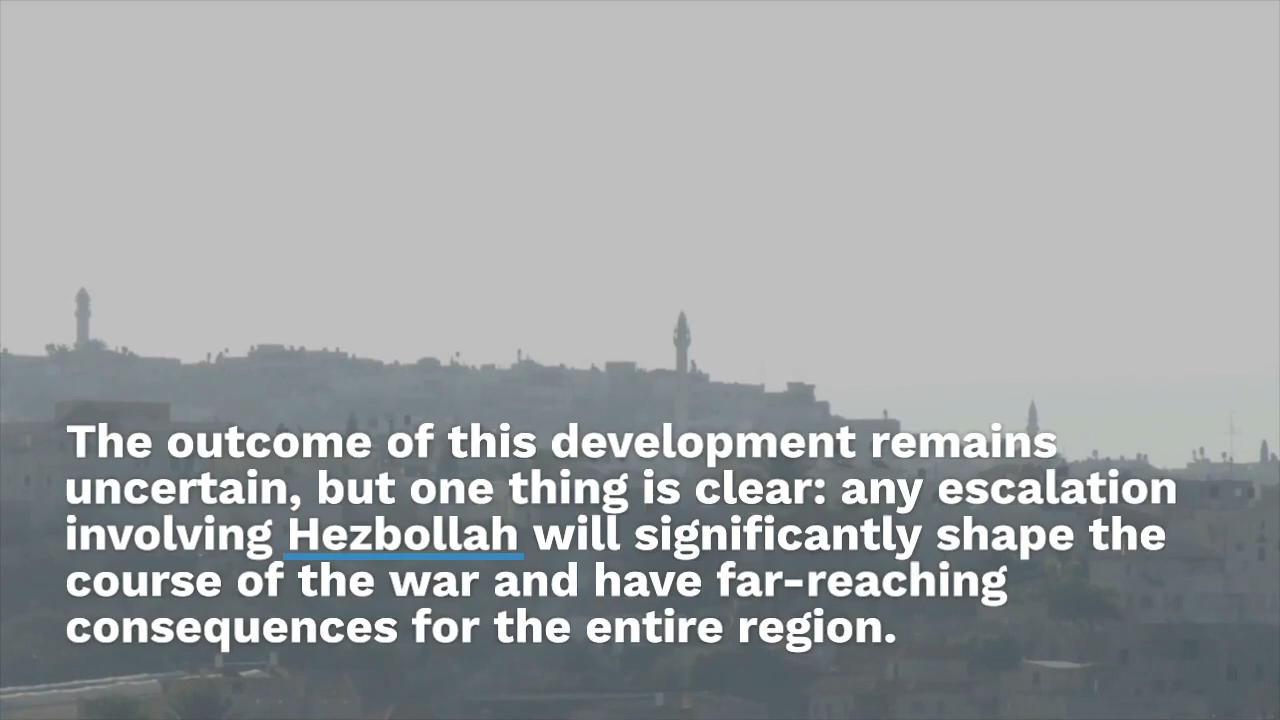 The outcome of this development remains
uncertain, but one thing is clear: any escalation
involving Hezbollah will significantly shape the
course of the war and have far-reaching
consequences for the entire region.